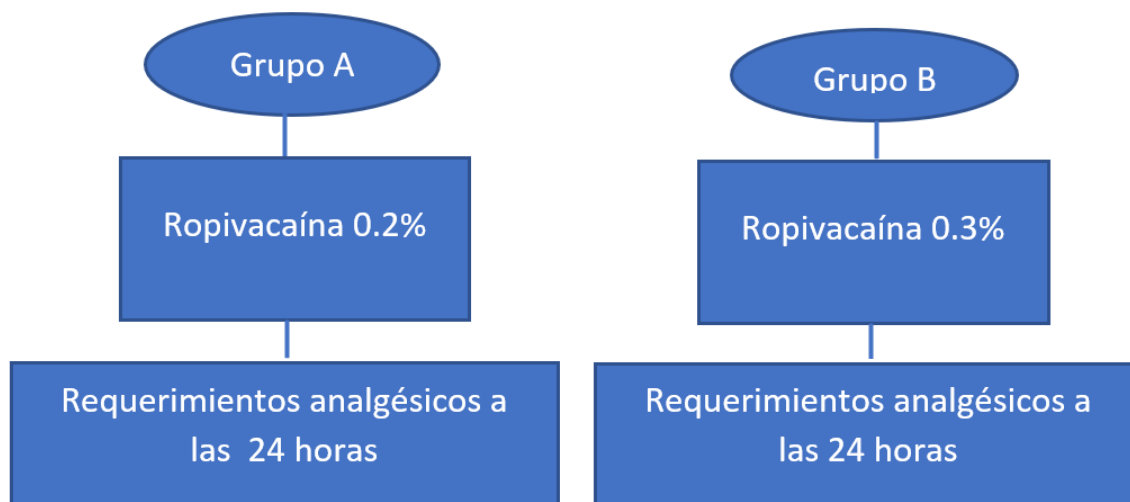 Grupo A
Ropivacaína 0.2%
Requerimientos analgésicos a
las 24 horas
Grupo B
Ropivacaína 0.3%
Requerimientos analgésicos a
las 24 horas